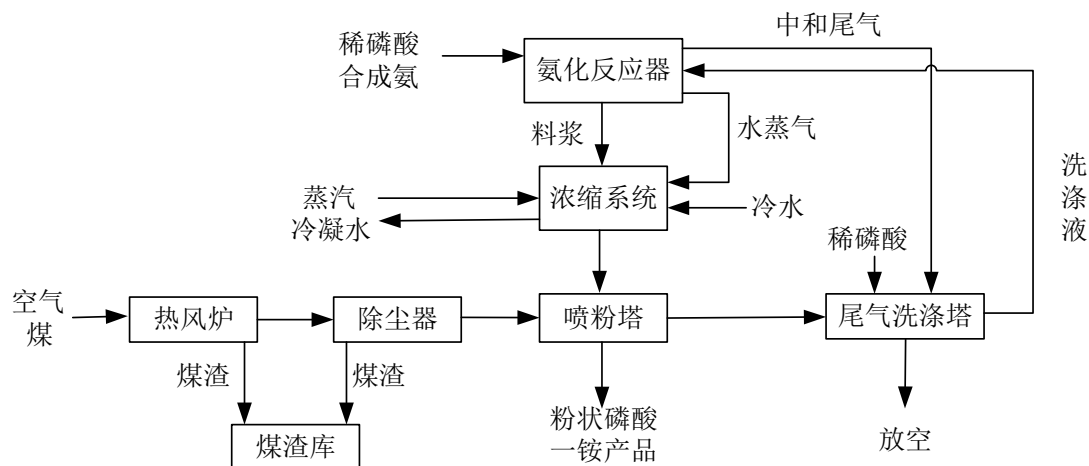 中和尾气
稀磷酸
合成氨
氨化反应器
料浆
水蒸气
洗涤液
蒸汽
冷凝水
浓缩系统
冷水
稀磷酸
空气
煤
热风炉
除尘器
喷粉塔
尾气洗涤塔
煤渣
煤渣
粉状磷酸
一铵产品
放空
煤渣库